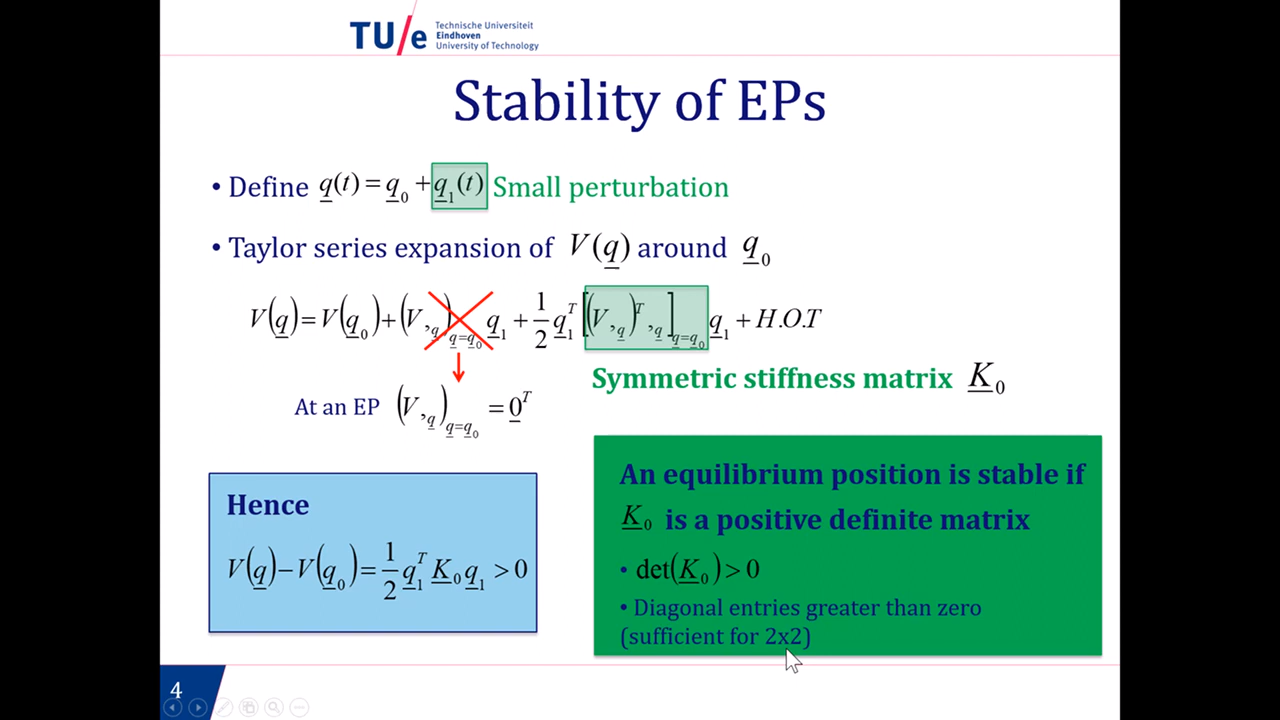 TU/e Technische Universiteit
Eindhoven
University of Technology
Stability of EPs
• Define q(t) = q₀ + q₁(t) Small perturbation
• Taylor series expansion of V(q) around q₀
V(q) = V(q₀) + (V,q)q=q₀ q₁ + 1/2 q₁ᵀ [(V,q)ᵀ,q]q=q₀ q₁ + H.O.T
Symmetric stiffness matrix K₀
At an EP (V,q)q=q₀ = 0ᵀ
Hence
V(q) − V(q₀) = 1/2 q₁ᵀ K₀ q₁ > 0
An equilibrium position is stable if
K₀ is a positive definite matrix
• det(K₀) > 0
• Diagonal entries greater than zero
(sufficient for 2x2)
4